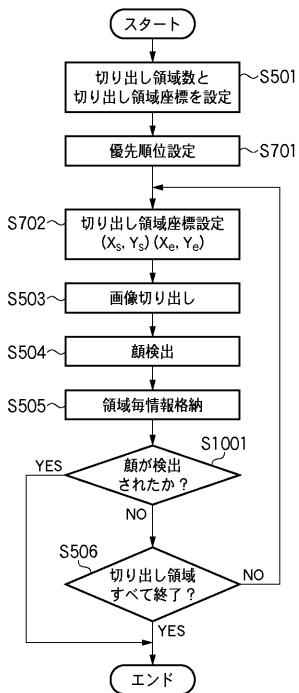 スタート
切り出し領域数と
切り出し領域座標を設定
S501
優先順位設定
S701
S702
切り出し領域座標設定
(Xs, Ys) (Xe, Ye)
S503
画像切り出し
S504
顔検出
S505
領域毎情報格納
S1001
YES
顔が検出
されたか？
NO
S506
切り出し領域
すべて終了？
NO
YES
エンド